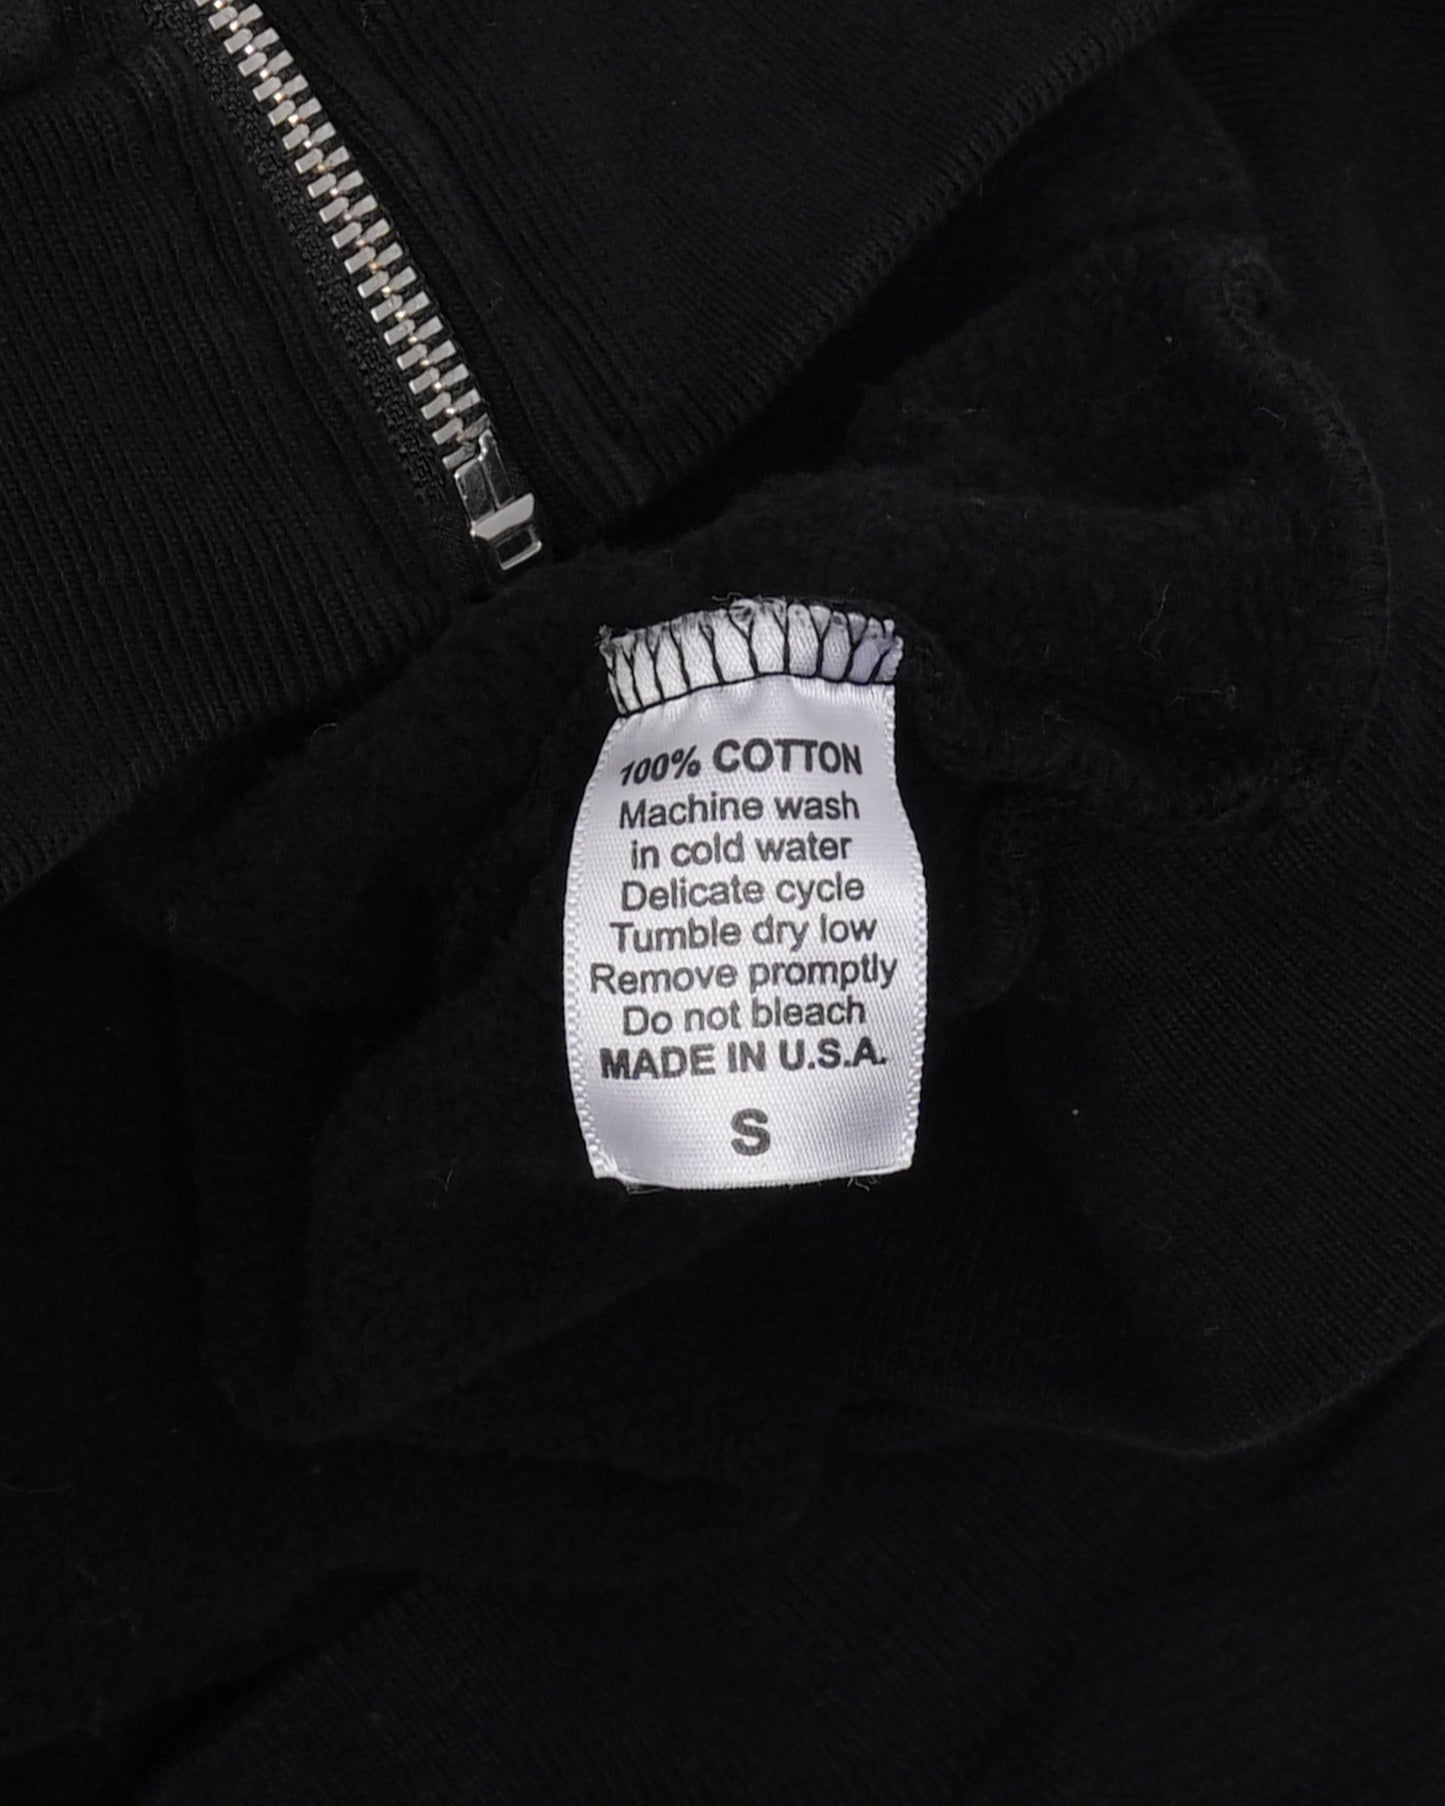 100% COTTON
Machine wash
in cold water
Delicate cycle
Tumble dry low
Remove promptly
Do not bleach
MADE IN U.S.A.
S